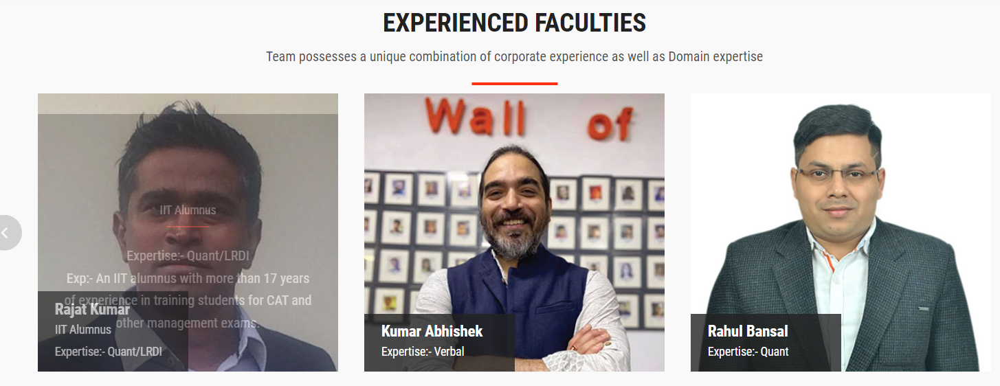 EXPERIENCED FACULTIES
Team possesses a unique combination of corporate experience as well as Domain expertise
IIT Alumnus
Expertise:- Quant/LRDI
Exp:- An IIT alumnus with more than 17 years
of experience in training students for CAT and
other management exams.
Rajat Kumar
IIT Alumnus
Expertise:- Quant/LRDI
Wall of
Kumar Abhishek
Expertise:- Verbal
Rahul Bansal
Expertise:- Quant